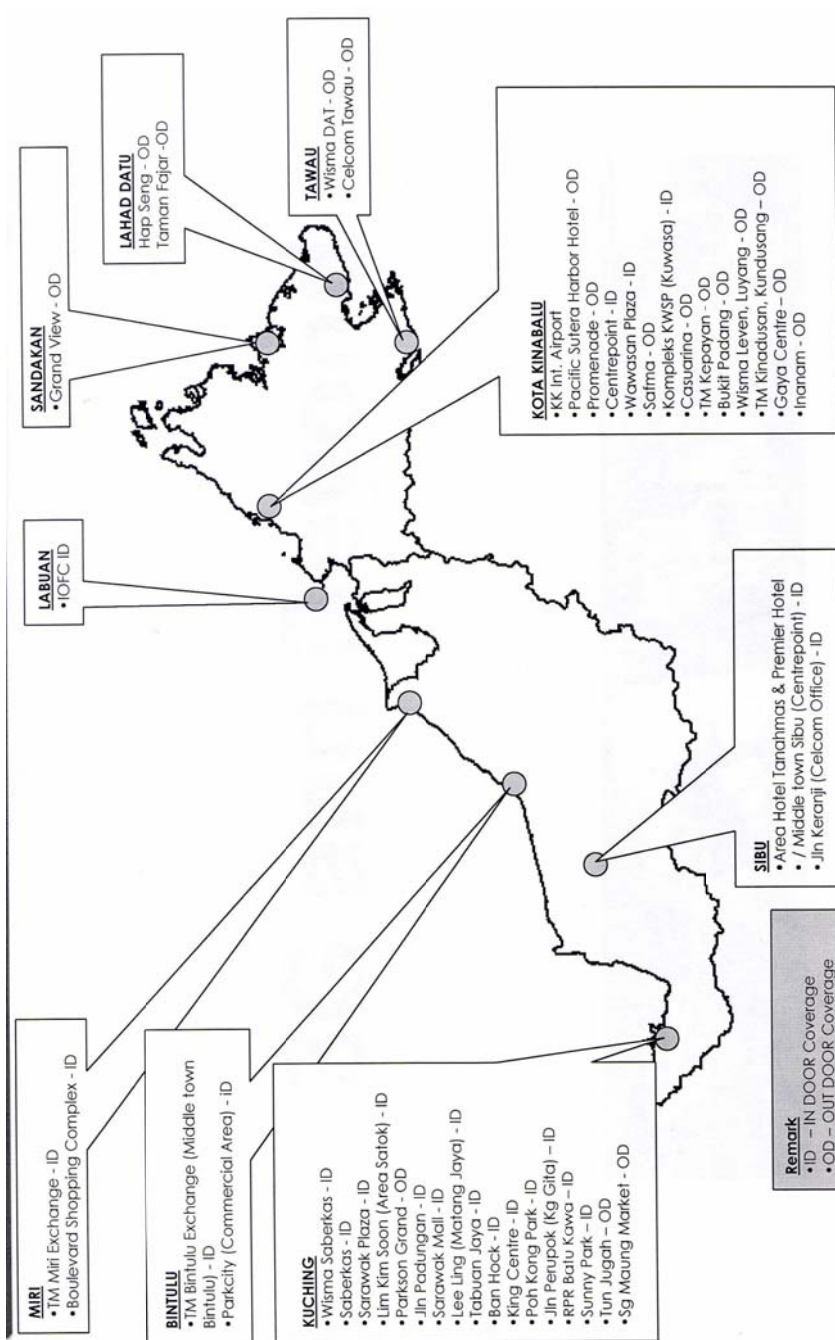 MIRI
•TM Miri Exchange - ID
•Boulevard Shopping Complex - ID
BINTULU
•TM Bintulu Exchange (Middle town
Bintulu) - ID
•Parkcity (Commercial Area) - iD
KUCHING
•Wisma Saberkas - ID
•Saberkas - ID
•Sarawak Plaza - ID
•Lim Kim Soon (Area Satok) - ID
•Parkson Grand - OD
•Jln Padungan - ID
•Sarawak Mall - ID
•Lee Ling (Matang Jaya) - ID
•Tabuan Jaya - ID
•Ban Hock - ID
•King Centre - ID
•Poh Kong Park - ID
•Jln Perupok (Kg Gita) – ID
•RPR Batu Kawa – ID
•Sunny Park – ID
•Tun Jugah – OD
•Sg Maung Market - OD
LABUAN
•IOFC ID
SANDAKAN
•Grand View - OD
LAHAD DATU
Hap Seng - OD
Taman Fajar -OD
TAWAU
•Wisma DAT - OD
•Celcom Tawau - OD
KOTA KINABALU
•KK Int. Airport
•Pacific Sutera Harbor Hotel - OD
•Promenade - OD
•Centrepoint - ID
•Wawasan Plaza - ID
•Safma - OD
•Kompleks KWSP (Kuwasa) - ID
•Casuarina - OD
•TM Kepayan - OD
•Bukit Padang - OD
•Wisma Leven, Luyang - OD
•TM Kinadusan, Kundusang – OD
•Gaya Centre – OD
•Inanam - OD
SIBU
•Area Hotel Tanahmas & Premier Hotel
• / Middle town Sibu (Centrepoint) - ID
•Jln Keranji (Celcom Office) - ID
Remark
•ID – IN DOOR Coverage
•OD – OUT DOOR Coverage